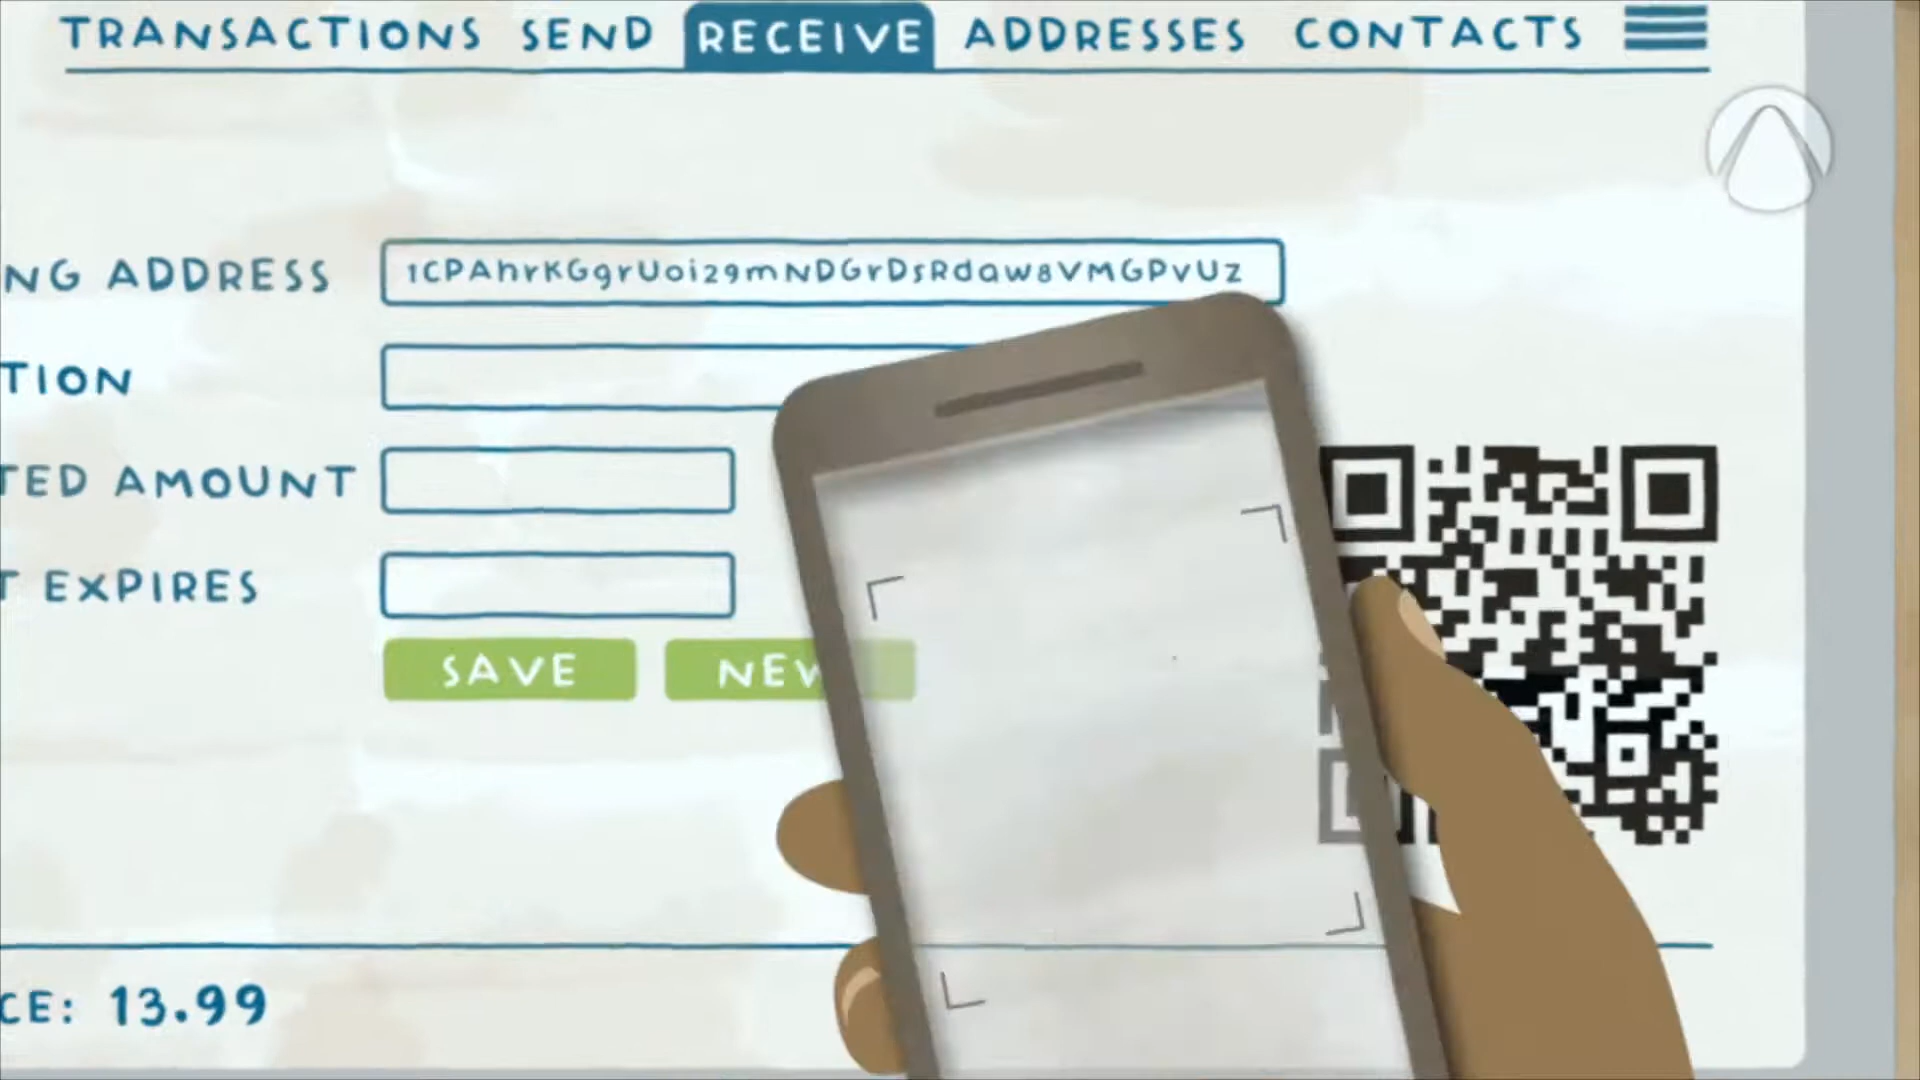 TRANSACTIONS SEND RECEIVE ADDRESSES CONTACTS
NG ADDRESS 1CPAhrKGgrUoi29mNDGrDsRdaw8VMGPvUz
TION
TED AMOUNT
T EXPIRES
SAVE NEW
CE: 13.99